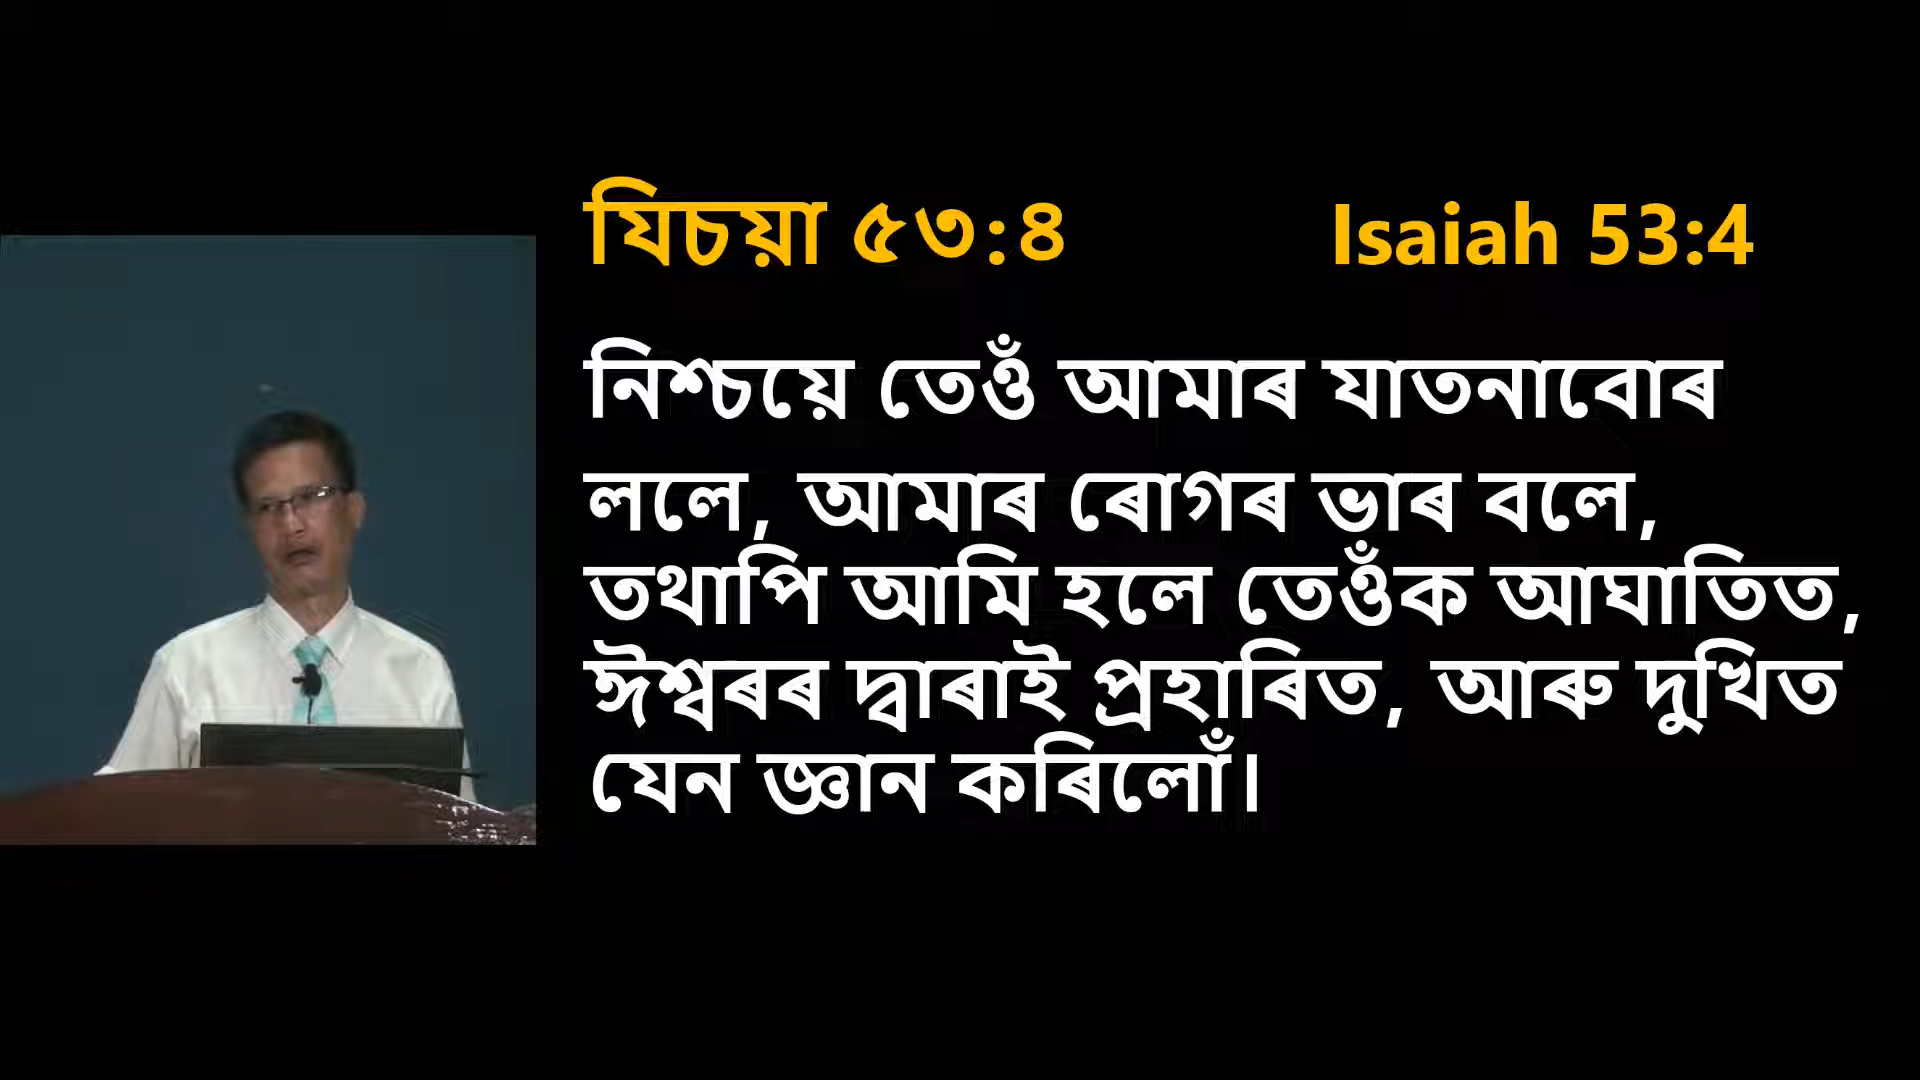 যিচয়া ৫৩:৪ Isaiah 53:4
নিশ্চয়ে তেওঁ আমাৰ যাতনাবোৰ
ললে, আমাৰ ৰোগৰ ভাৰ বলে,
তথাপি আমি হলে তেওঁক আঘাতিত,
ঈশ্বৰৰ দ্বাৰাই প্ৰহাৰিত, আৰু দুখিত
যেন জ্ঞান কৰিলোঁ।